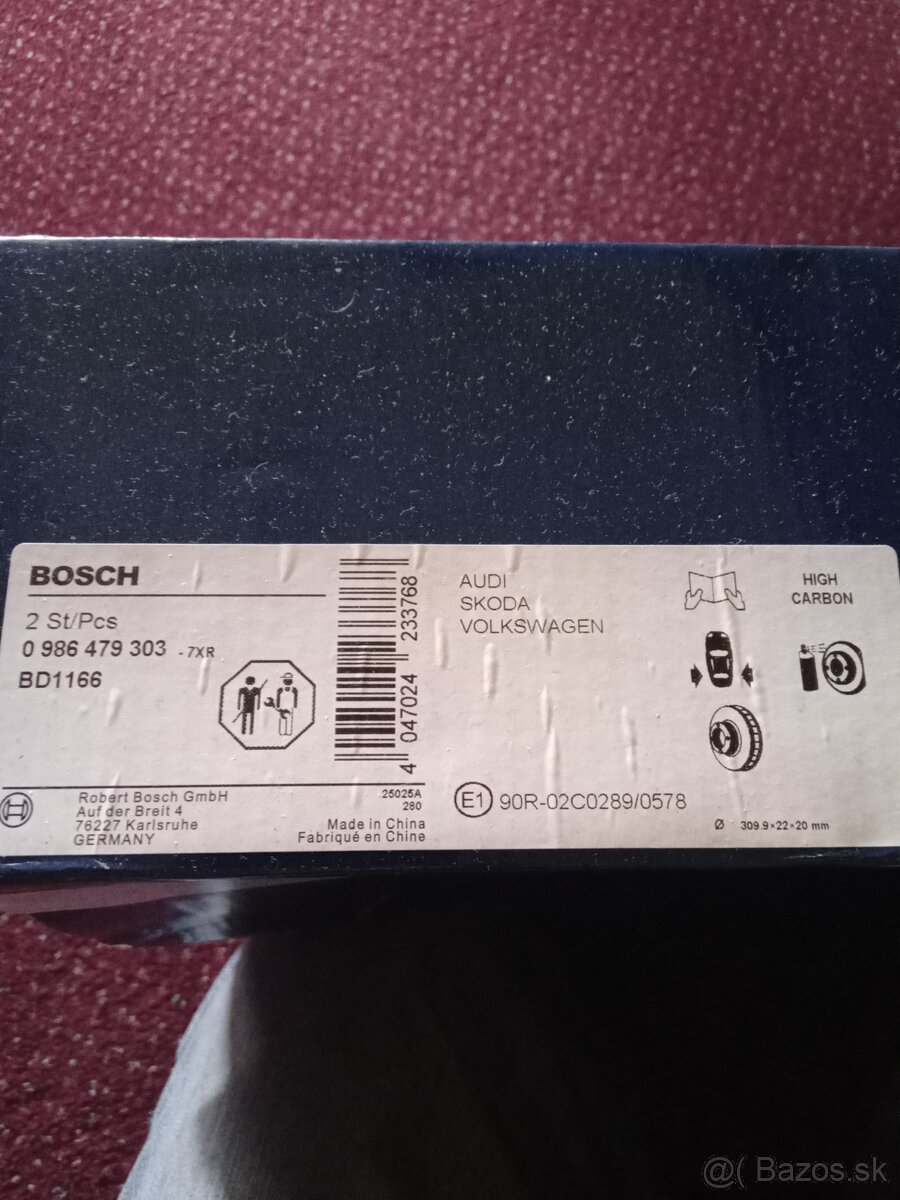 BOSCH
2 St/Pcs
0 986 479 303 - 7XR
BD1166
4 047024 233768
AUDI
SKODA
VOLKSWAGEN
HIGH
CARBON
Robert Bosch GmbH
Auf der Breit 4
76227 Karlsruhe
GERMANY
25025A
280
Made in China
Fabriqué en Chine
E1 90R-02C0289/0578
Ø 309.9×22×20 mm
@( Bazos.sk